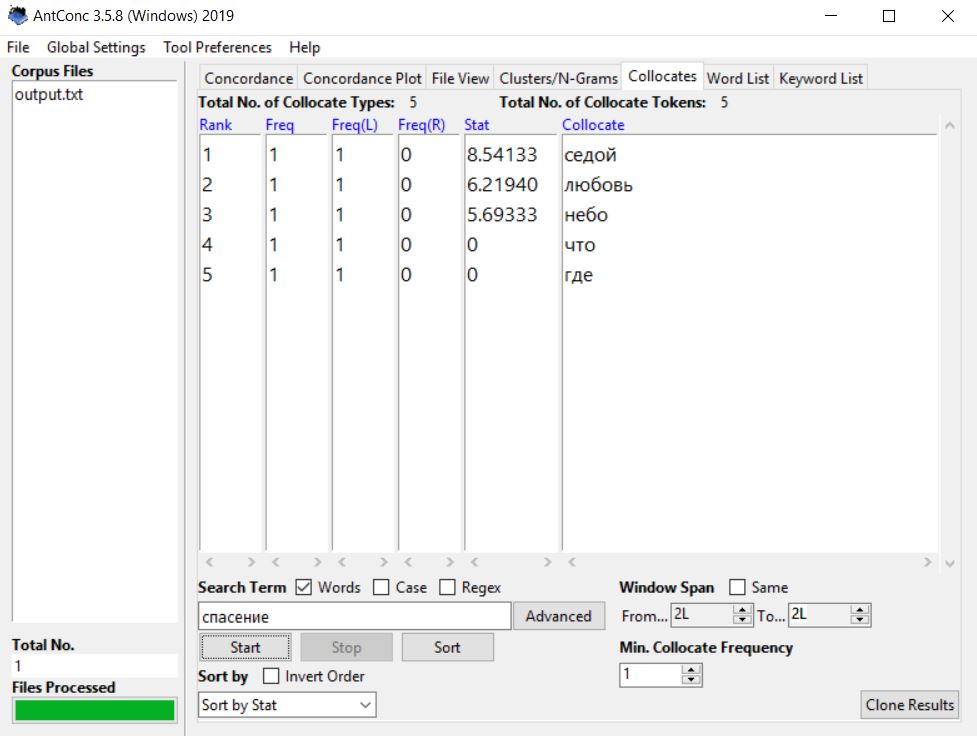 AntConc 3.5.8 (Windows) 2019
File Global Settings Tool Preferences Help
Corpus Files
output.txt
Concordance Concordance Plot File View Clusters/N-Grams Collocates Word List Keyword List
Total No. of Collocate Types: 5 Total No. of Collocate Tokens: 5
Rank Freq Freq(L) Freq(R) Stat Collocate
1 1 1 0 8.54133 седой
2 1 1 0 6.21940 любовь
3 1 1 0 5.69333 небо
4 1 1 0 0 что
5 1 1 0 0 где
Search Term Words Case Regex
спасение Advanced
Start Stop Sort
Sort by Invert Order
Sort by Stat
Window Span Same
From... 2L To... 2L
Min. Collocate Frequency
1
Total No.
1
Files Processed
Clone Results